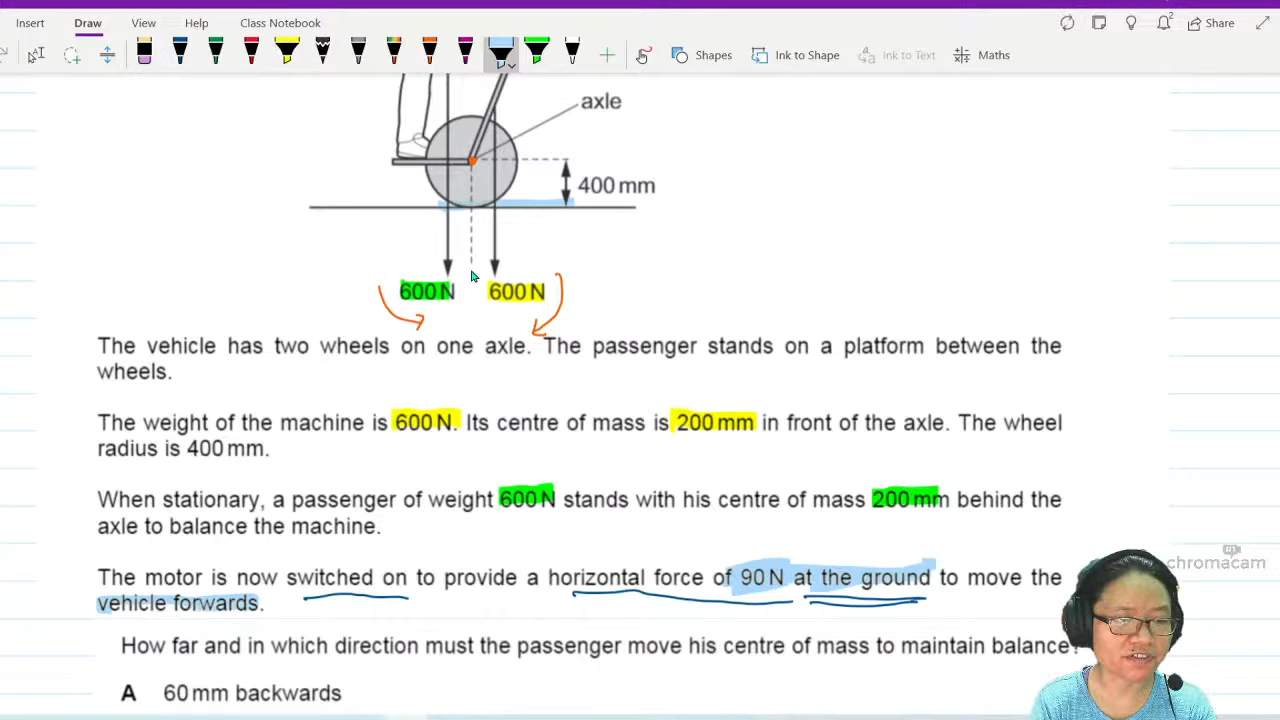 Insert Draw View Help Class Notebook Share
Shapes Ink to Shape Ink to Text Maths
axle
400 mm
600 N 600 N
The vehicle has two wheels on one axle. The passenger stands on a platform between the
wheels.
The weight of the machine is 600 N. Its centre of mass is 200 mm in front of the axle. The wheel
radius is 400 mm.
When stationary, a passenger of weight 600 N stands with his centre of mass 200 mm behind the
axle to balance the machine.
The motor is now switched on to provide a horizontal force of 90 N at the ground to move the
vehicle forwards.
chromacam
How far and in which direction must the passenger move his centre of mass to maintain balance?
A 60 mm backwards